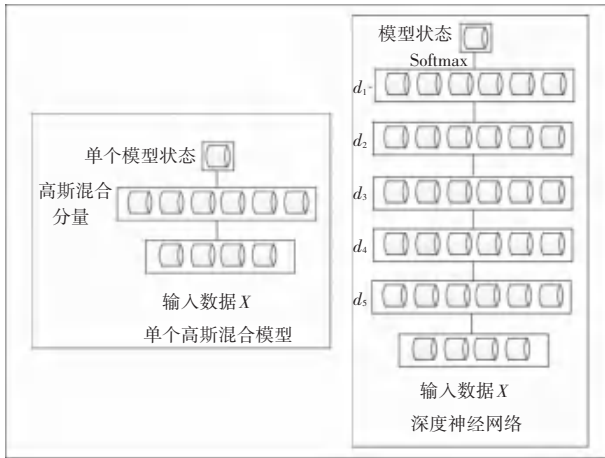 单个模型状态
高斯混合
分量
输入数据X
单个高斯混合模型
模型状态
Softmax
d₁
d₂
d₃
d₄
d₅
输入数据X
深度神经网络